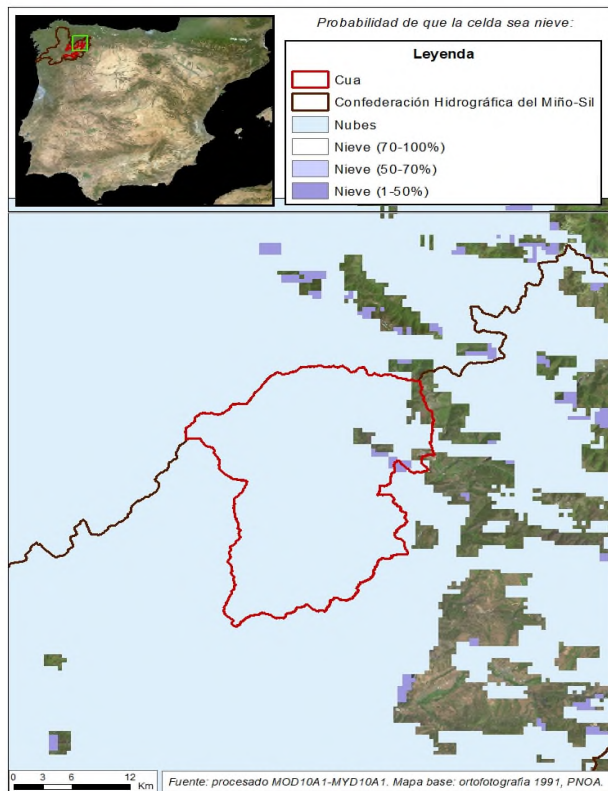 Probabilidad de que la celda sea nieve:
Leyenda
Cua
Confederación Hidrográfica del Miño-Sil
Nubes
Nieve (70-100%)
Nieve (50-70%)
Nieve (1-50%)
0 3 6 12
Km
Fuente: procesado MOD10A1-MYD10A1. Mapa base: ortofotografía 1991, PNOA.